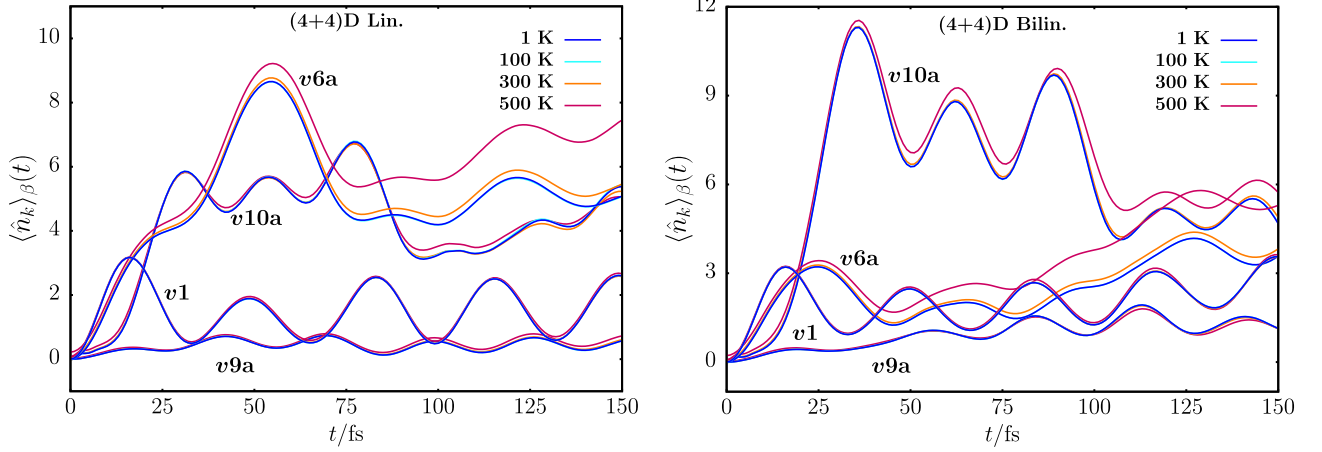 (4+4)D Lin.
1 K
100 K
300 K
500 K
v6a
v10a
v1
v9a
⟨n̂ₖ⟩β(t)
10
8
6
4
2
0
0 25 50 75 100 125 150
t/fs
(4+4)D Bilin.
1 K
100 K
300 K
500 K
v10a
v6a
v1
v9a
⟨n̂ₖ⟩β(t)
12
9
6
3
0
0 25 50 75 100 125 150
t/fs